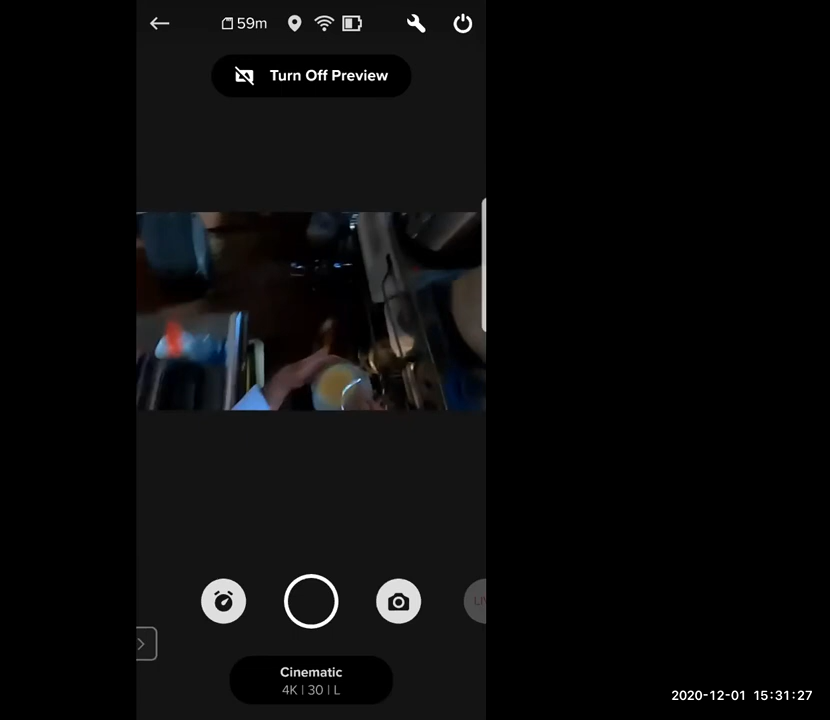 59m
Turn Off Preview
Cinematic
4K | 30 | L
2020-12-01 15:31:27